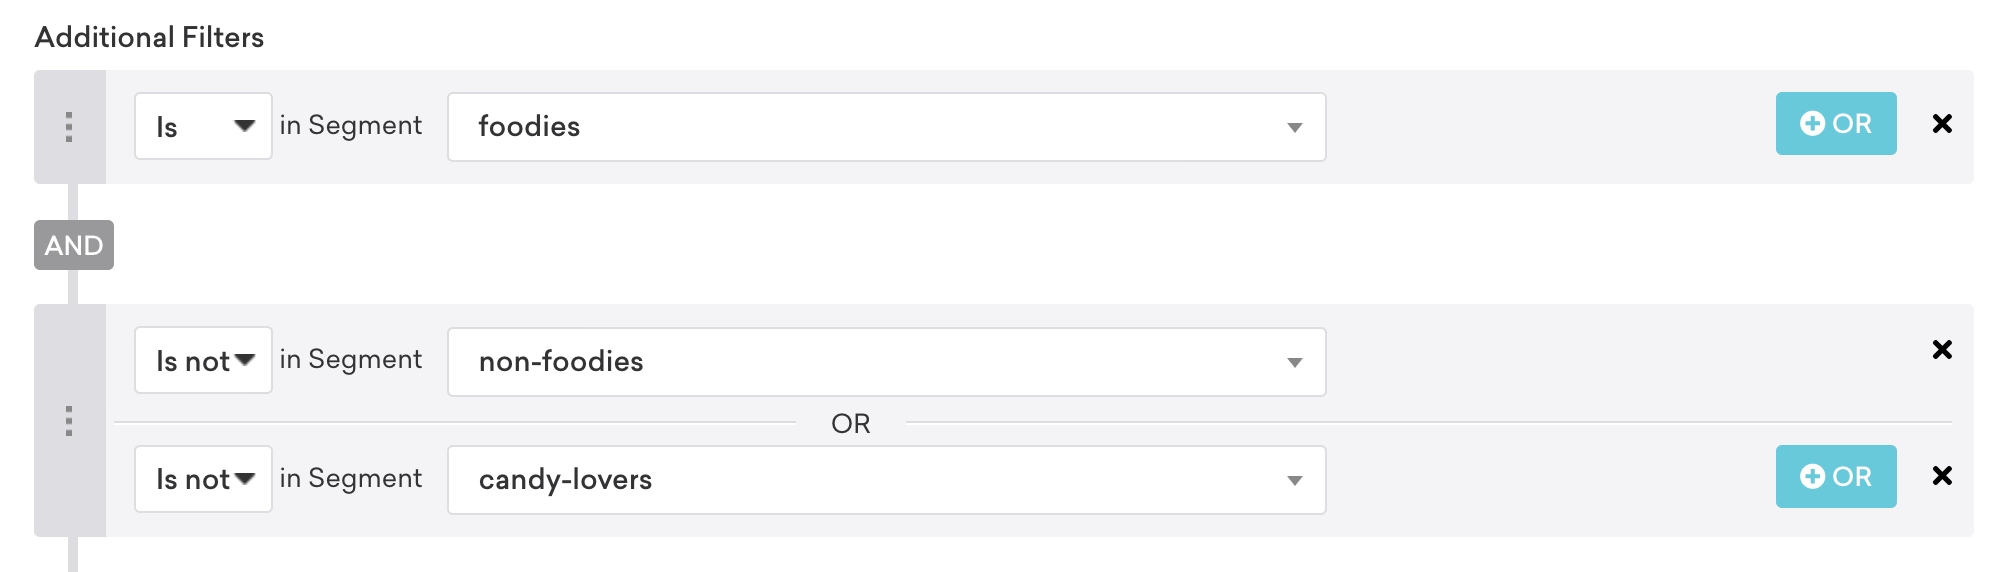 Additional Filters
Is in Segment foodies OR
AND
Is not in Segment non-foodies
OR
Is not in Segment candy-lovers OR